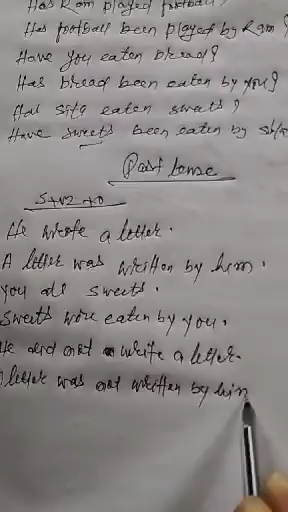 Has Ram played football?
Has football been played by Ram?
Have you eaten bread?
Has bread been eaten by you?
Has Sita eaten sweets?
Have sweets been eaten by Sita
Past tense
S+V2+O
He wrote a letter.
A letter was written by him.
You ate sweets.
Sweets were eaten by you.
He did not write a letter.
A letter was not written by him